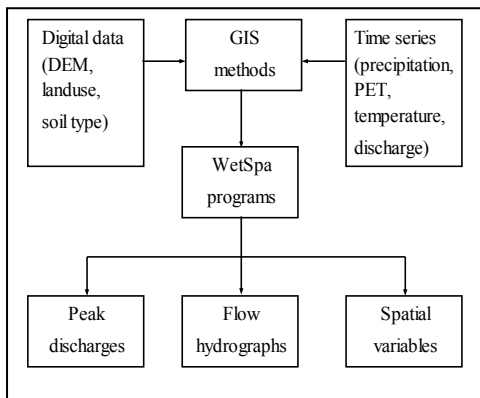 Digital data
(DEM,
landuse,
soil type)
GIS
methods
Time series
(precipitation,
PET,
temperature,
discharge)
WetSpa
programs
Peak
discharges
Flow
hydrographs
Spatial
variables